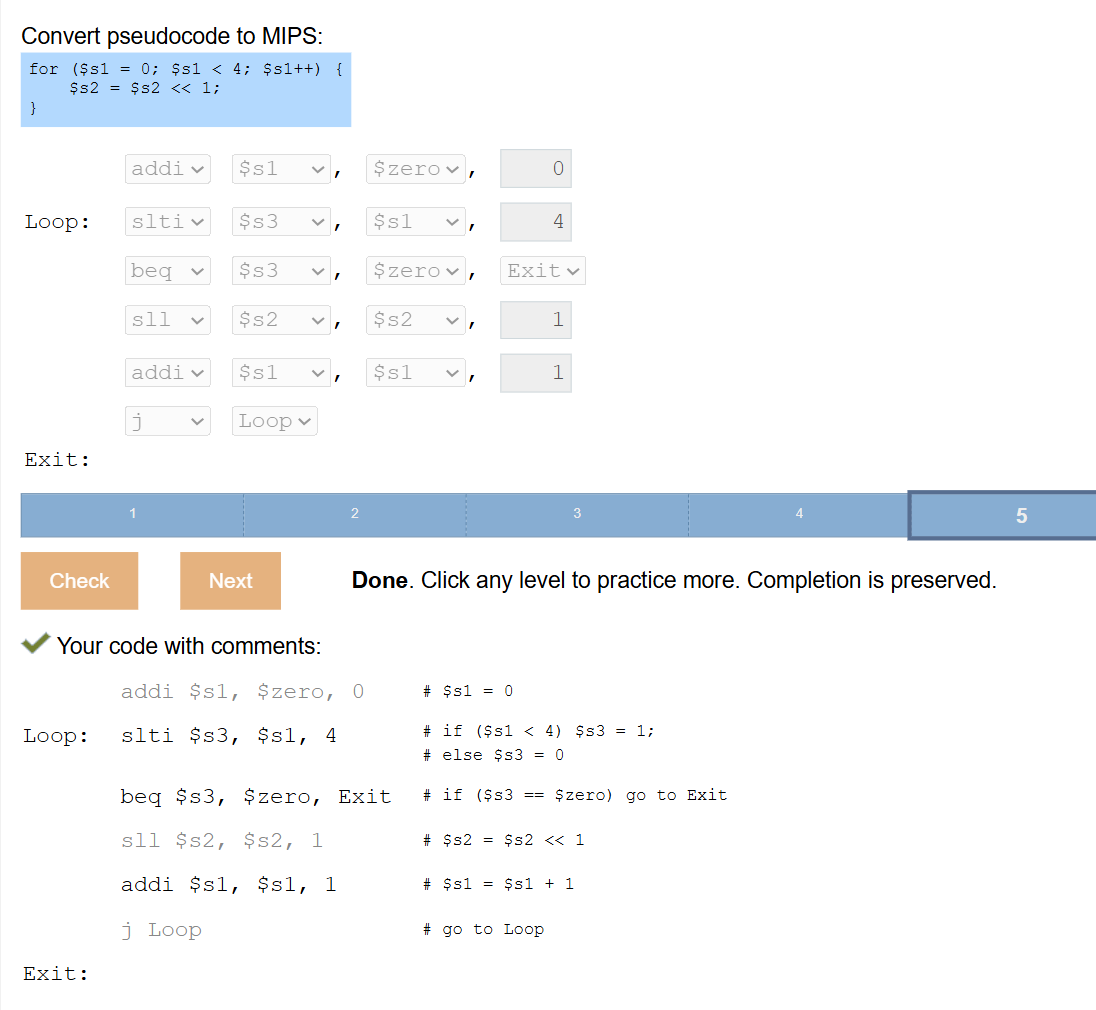 Convert pseudocode to MIPS:
for ($s1 = 0; $s1 < 4; $s1++) {
    $s2 = $s2 << 1;
}
addi $s1 , $zero , 0
Loop: slti $s3 , $s1 , 4
beq $s3 , $zero , Exit
sll $s2 , $s2 , 1
addi $s1 , $s1 , 1
j Loop
Exit:
1 2 3 4 5
Check Next Done. Click any level to practice more. Completion is preserved.
Your code with comments:
addi $s1, $zero, 0 # $s1 = 0
Loop: slti $s3, $s1, 4 # if ($s1 < 4) $s3 = 1;
# else $s3 = 0
beq $s3, $zero, Exit # if ($s3 == $zero) go to Exit
sll $s2, $s2, 1 # $s2 = $s2 << 1
addi $s1, $s1, 1 # $s1 = $s1 + 1
j Loop # go to Loop
Exit: